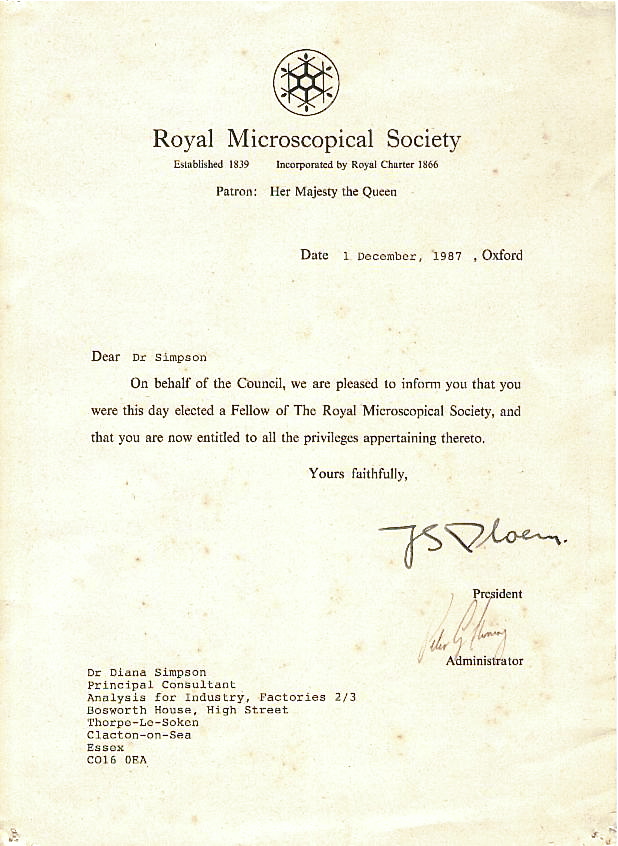 Royal Microscopical Society
Established 1839 Incorporated by Royal Charter 1866
Patron: Her Majesty the Queen
Date 1 December, 1987 , Oxford
Dear Dr Simpson
On behalf of the Council, we are pleased to inform you that you
were this day elected a Fellow of The Royal Microscopical Society, and
that you are now entitled to all the privileges appertaining thereto.
Yours faithfully,
JS Ploem.
President
Peter G
Administrator
Dr Diana Simpson
Principal Consultant
Analysis for Industry, Factories 2/3
Bosworth House, High Street
Thorpe-Le-Soken
Clacton-on-Sea
Essex
CO16 0EA